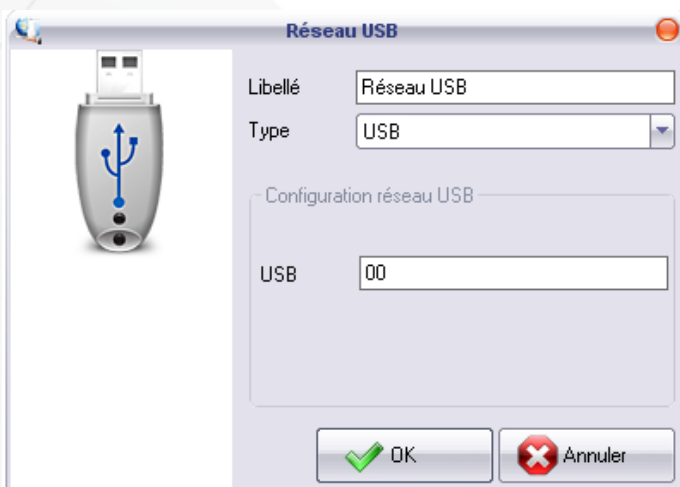 Réseau USB
Libellé Réseau USB
Type USB
Configuration réseau USB
USB 00
OK Annuler